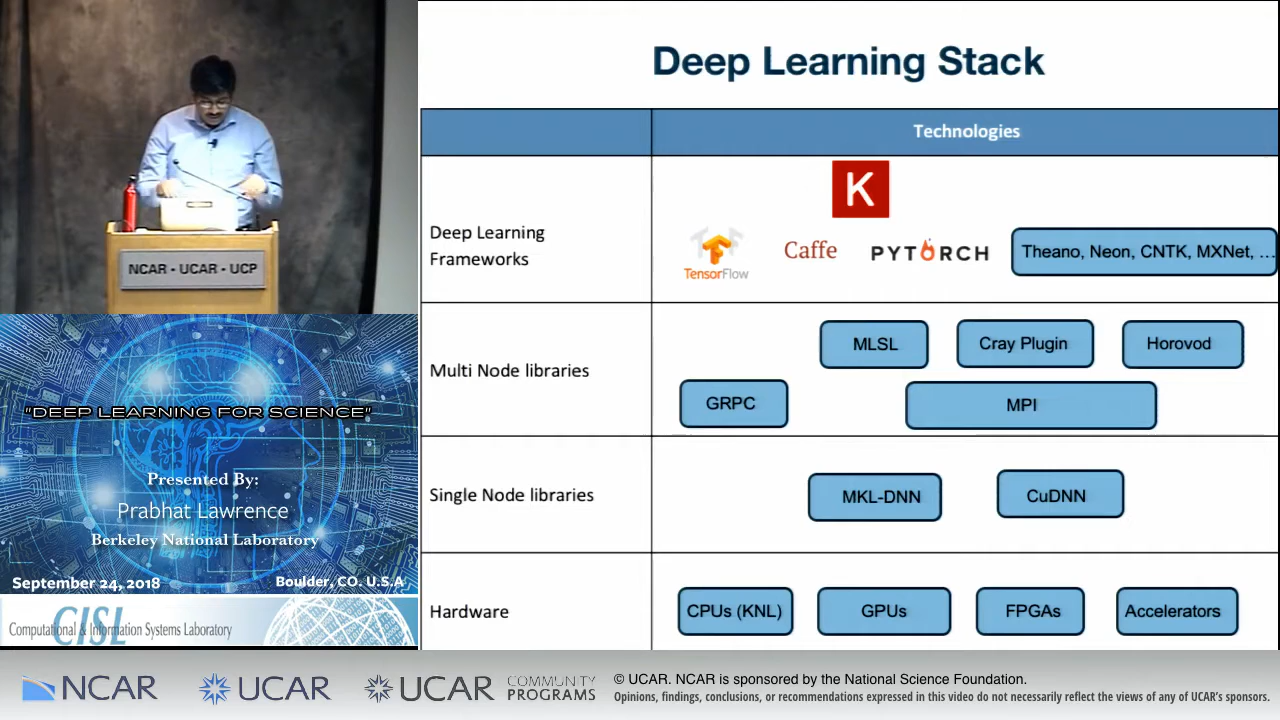 NCAR • UCAR • UCP
"DEEP LEARNING FOR SCIENCE"
Presented By:
Prabhat Lawrence
Berkeley National Laboratory
September 24, 2018
Boulder, CO. U.S.A
CISL
Computational & Information Systems Laboratory
Deep Learning Stack
Technologies
Deep Learning
Frameworks
K
TensorFlow
Caffe
PYTORCH
Theano, Neon, CNTK, MXNet, ...
Multi Node libraries
MLSL
Cray Plugin
Horovod
GRPC
MPI
Single Node libraries
MKL-DNN
CuDNN
Hardware
CPUs (KNL)
GPUs
FPGAs
Accelerators
NCAR
UCAR
UCAR
COMMUNITY
PROGRAMS
© UCAR. NCAR is sponsored by the National Science Foundation.
Opinions, findings, conclusions, or recommendations expressed in this video do not necessarily reflect the views of any of UCAR's sponsors.